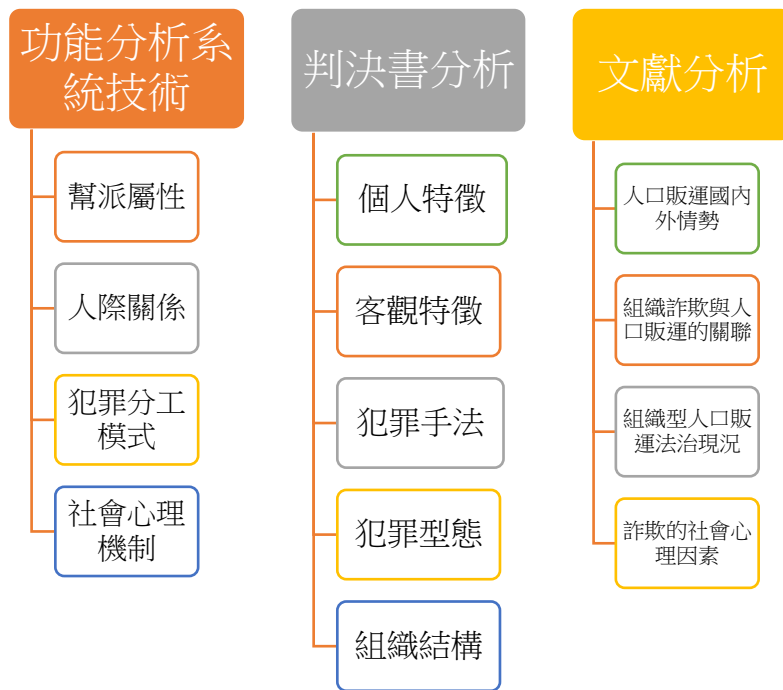 功能分析系
統技術
幫派屬性
人際關係
犯罪分工
模式
社會心理
機制
判決書分析
個人特徵
客觀特徵
犯罪手法
犯罪型態
組織結構
文獻分析
人口販運國內
外情勢
組織詐欺與人
口販運的關聯
組織型人口販
運法治現況
詐欺的社會心
理因素